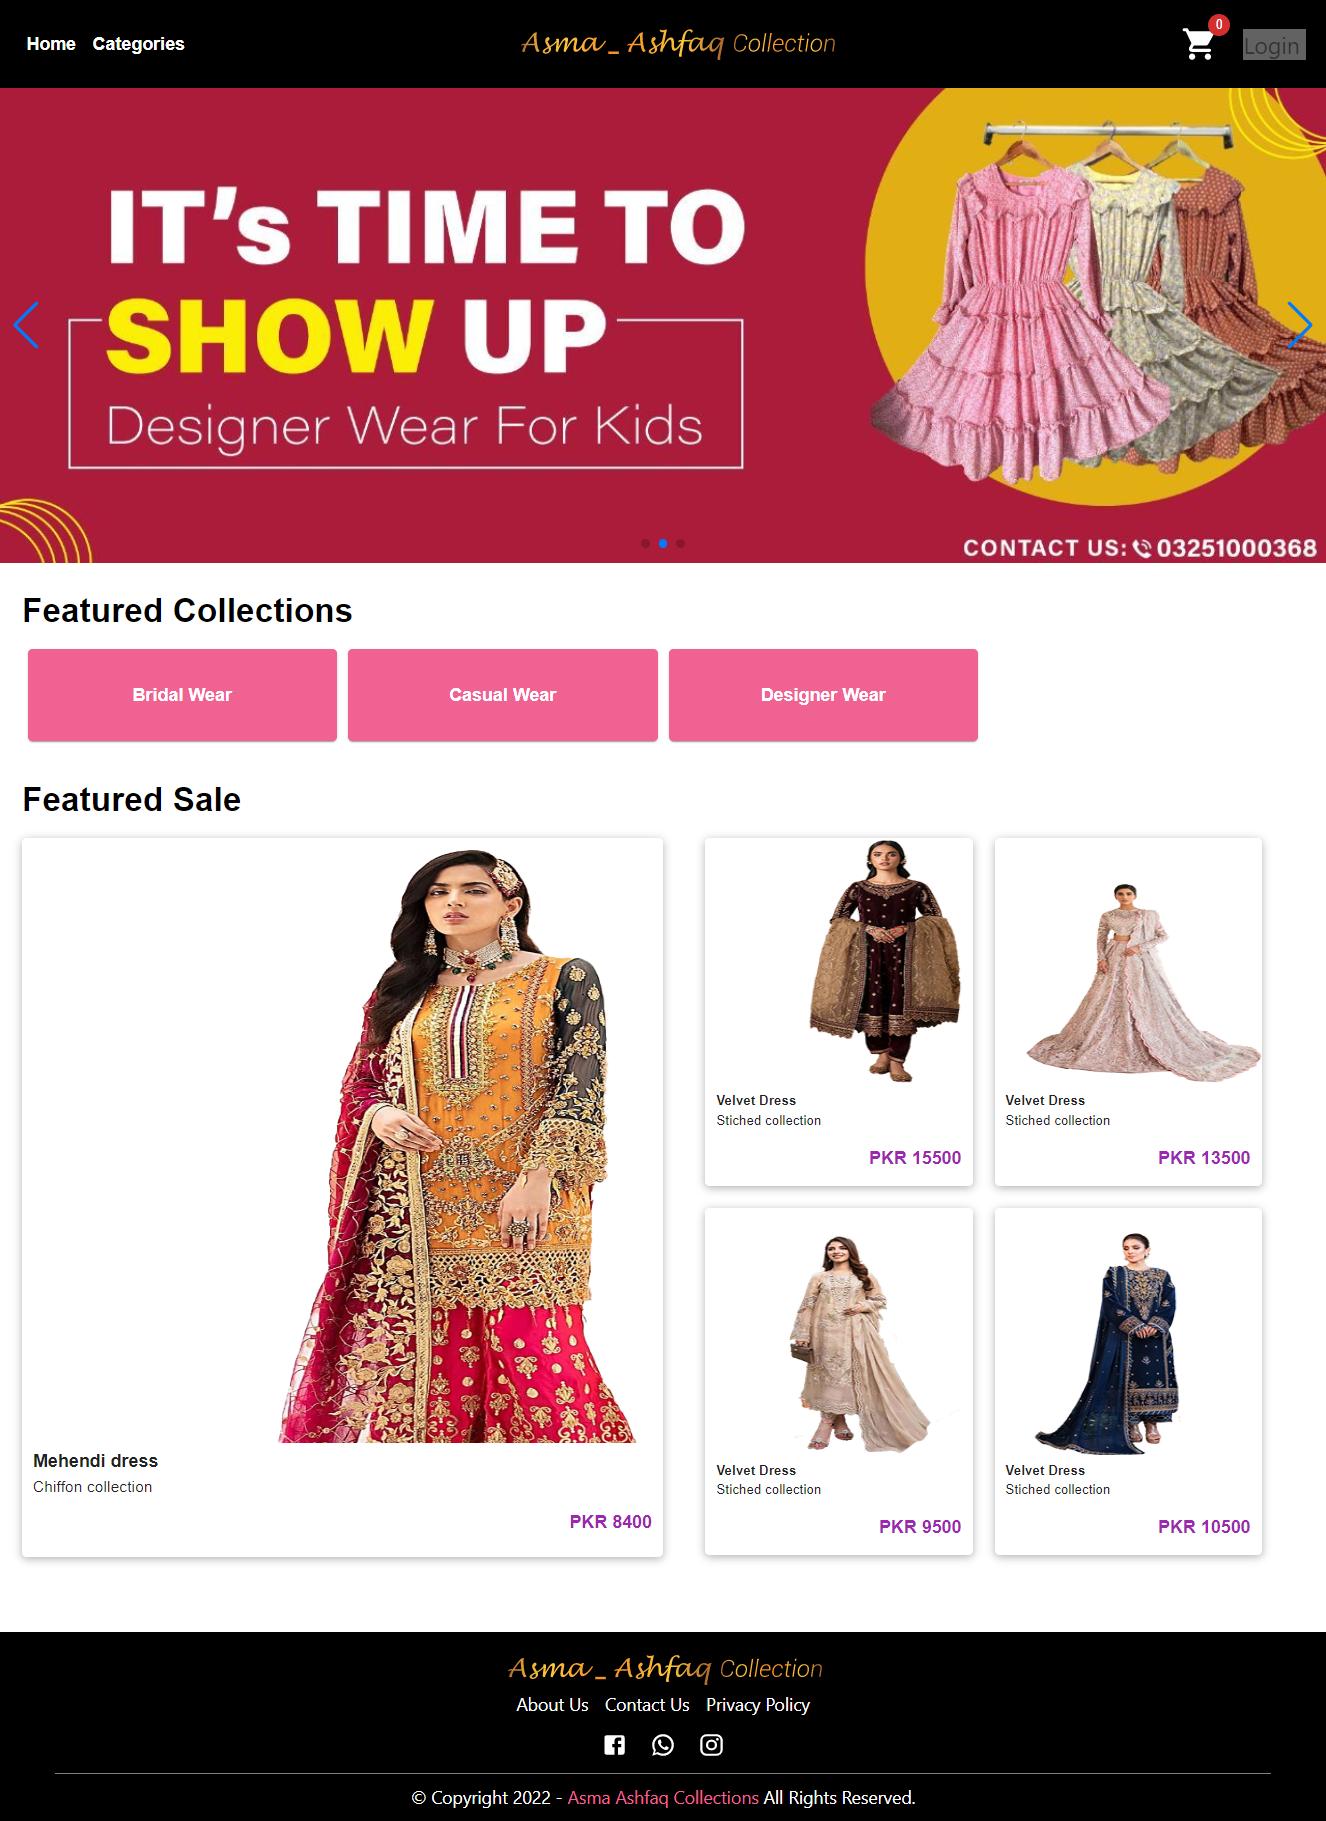 Home Categories
Asma_Ashfaq Collection
0
Login
IT's TIME TO
SHOW UP
Designer Wear For Kids
CONTACT US: 03251000368
Featured Collections
Bridal Wear
Casual Wear
Designer Wear
Featured Sale
Mehendi dress
Chiffon collection
PKR 8400
Velvet Dress
Stiched collection
PKR 15500
Velvet Dress
Stiched collection
PKR 13500
Velvet Dress
Stiched collection
PKR 9500
Velvet Dress
Stiched collection
PKR 10500
Asma_Ashfaq Collection
About Us Contact Us Privacy Policy
© Copyright 2022 - Asma Ashfaq Collections All Rights Reserved.